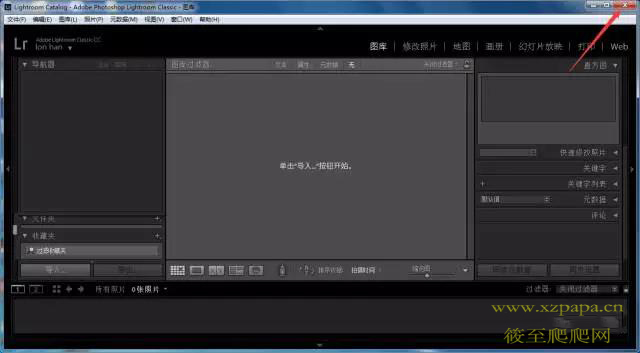 Lightroom Catalog - Adobe Photoshop Lightroom Classic - 图库
文件(F) 编辑(E) 图库(L) 照片(P) 元数据(M) 视图(V) 窗口(W) 帮助(H)
Lr Adobe Lightroom Classic CC
lon han
图库 | 修改照片 | 地图 | 画册 | 幻灯片放映 | 打印 | Web
导航器
图库过滤器: 文本 属性 元数据 无 关闭过滤器
直方图
单击“导入...”按钮开始。
快速修改照片
关键字
+ 关键字列表
默认值 元数据
评论
文件夹 +
收藏夹 +
过滤收藏夹
导入... 导出...
排序依据: 拍摄时间 缩略图
同步元数据 同步设置
1 2 所有照片 0张照片
过滤器: 关闭过滤器
www.xzpapa.cn
筱至爬爬网